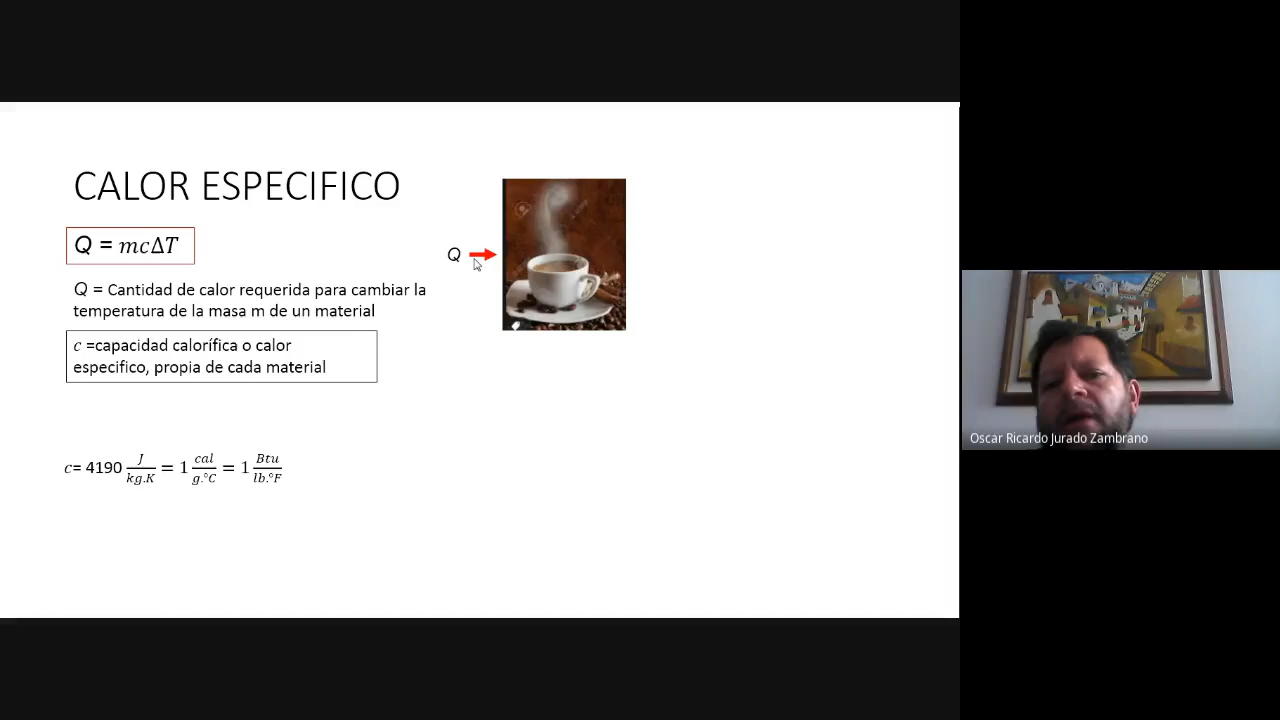 CALOR ESPECIFICO
Q = mcΔT
Q
Q = Cantidad de calor requerida para cambiar la
temperatura de la masa m de un material
c =capacidad calorífica o calor
especifico, propia de cada material
c= 4190 J/kg.K = 1 cal/g.°C = 1 Btu/lb.°F
Oscar Ricardo Jurado Zambrano